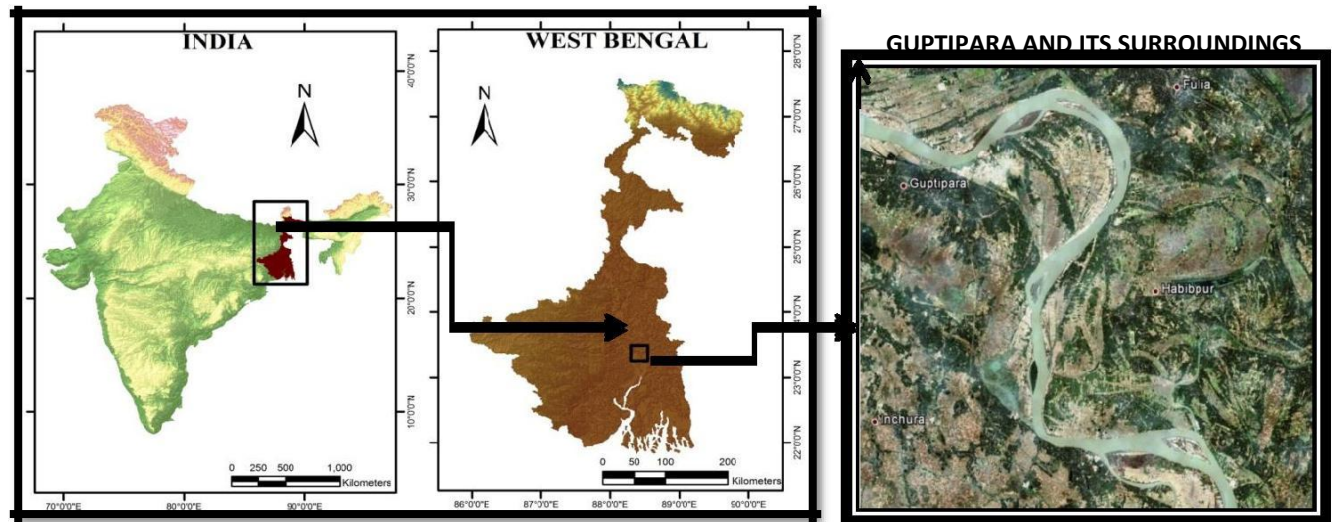 INDIA
N
40°0'0"N
30°0'0"N
20°0'0"N
10°0'0"N
0 250 500 1,000
Kilometers
70°0'0"E 80°0'0"E 90°0'0"E
WEST BENGAL
N
28°0'0"N
27°0'0"N
26°0'0"N
25°0'0"N
23°0'0"N
22°0'0"N
0 50 100 200
Kilometers
86°0'0"E 87°0'0"E 88°0'0"E 89°0'0"E 90°0'0"E
GUPTIPARA AND ITS SURROUNDINGS
Fulia
Guptipara
Habibpur
Inchura